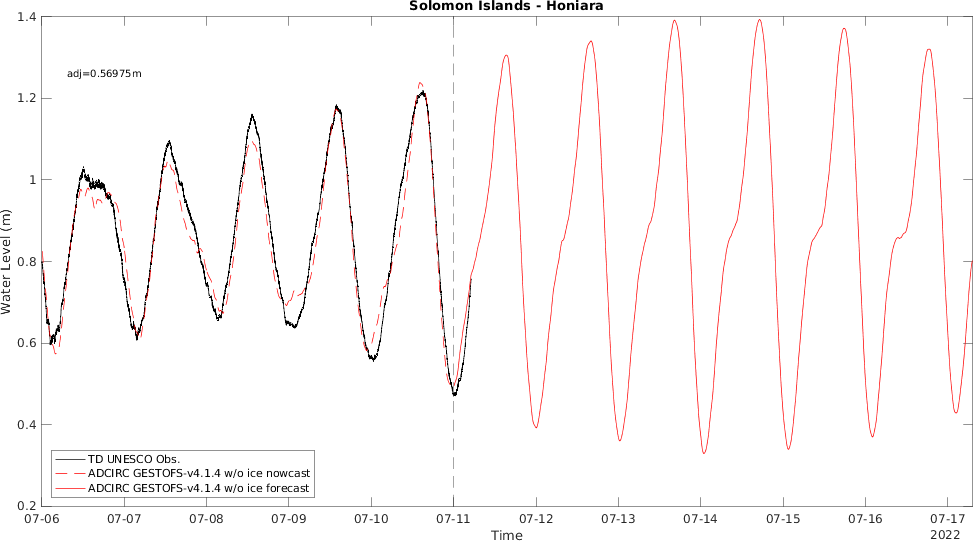 Solomon Islands - Honiara
1.4
1.2
1
0.8
0.6
0.4
0.2
Water Level (m)
adj=0.56975m
TD UNESCO Obs.
ADCIRC GESTOFS-v4.1.4 w/o ice nowcast
ADCIRC GESTOFS-v4.1.4 w/o ice forecast
07-06 07-07 07-08 07-09 07-10 07-11 07-12 07-13 07-14 07-15 07-16 07-17
2022
Time